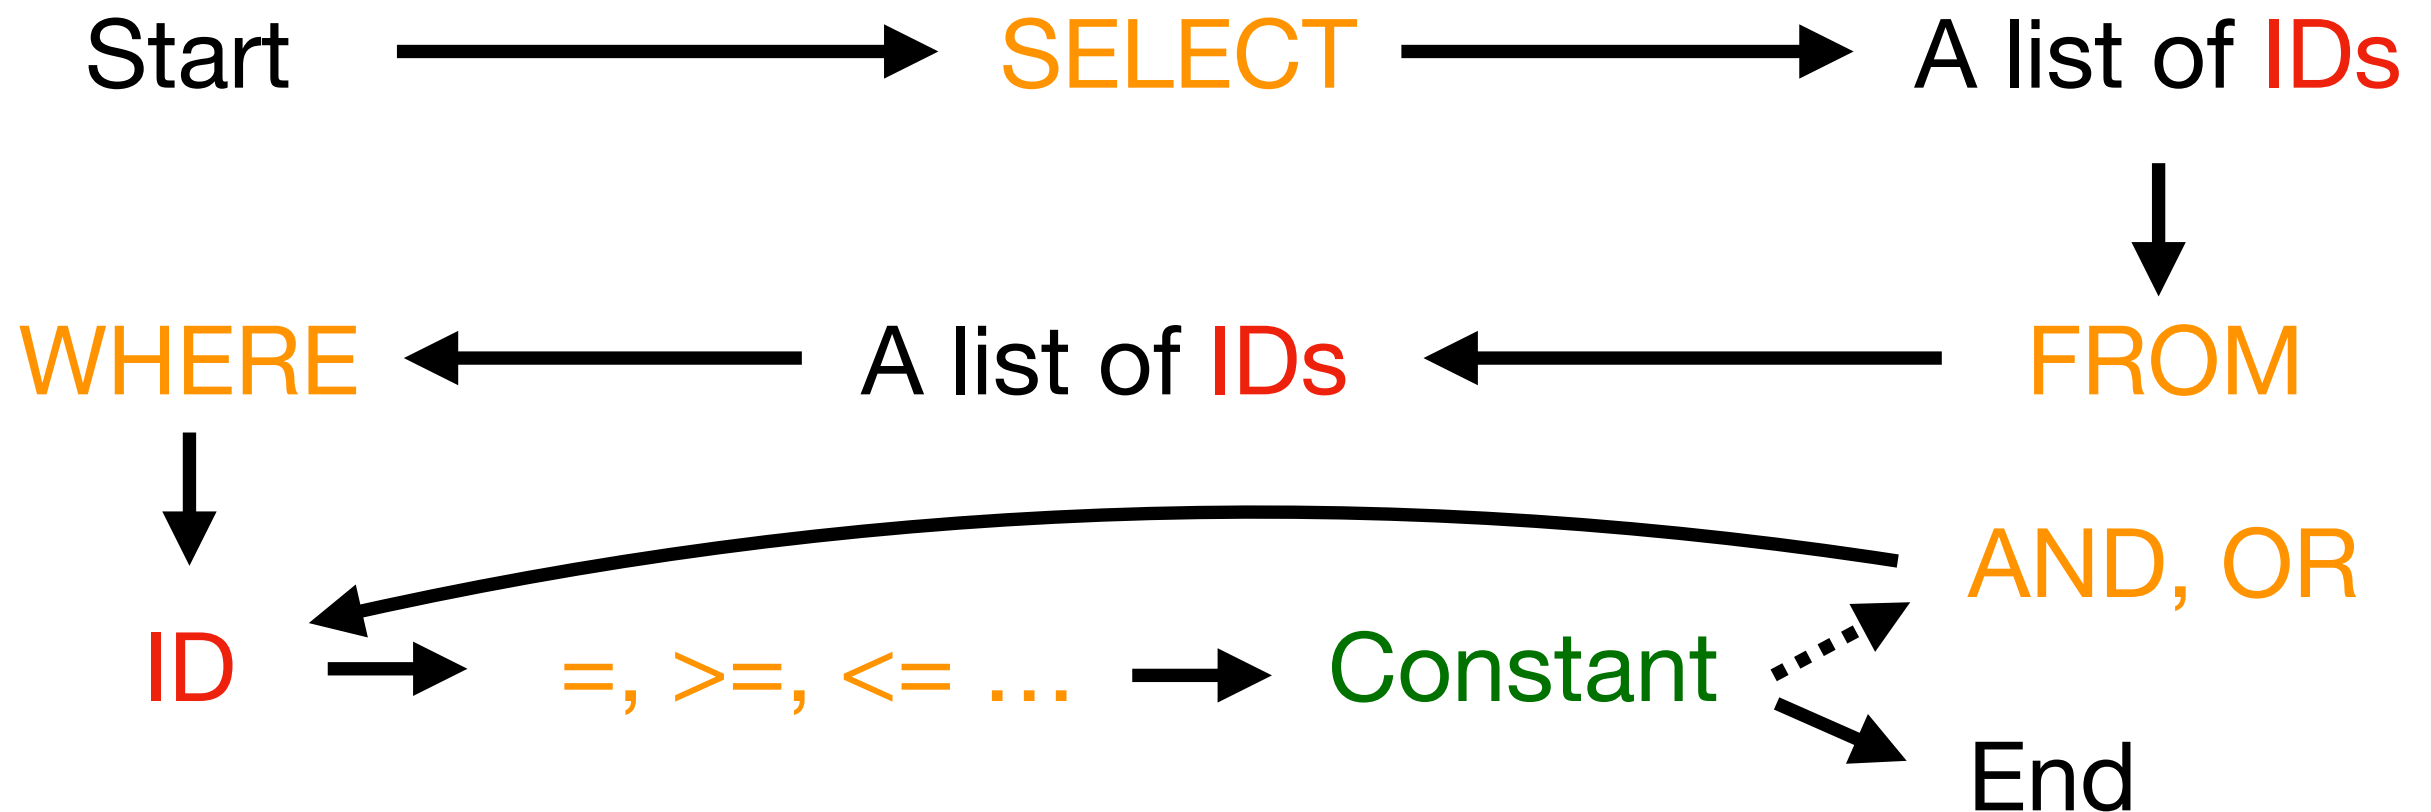 Start SELECT A list of IDs
WHERE A list of IDs FROM
AND, OR
ID =, >=, <= ... Constant
End